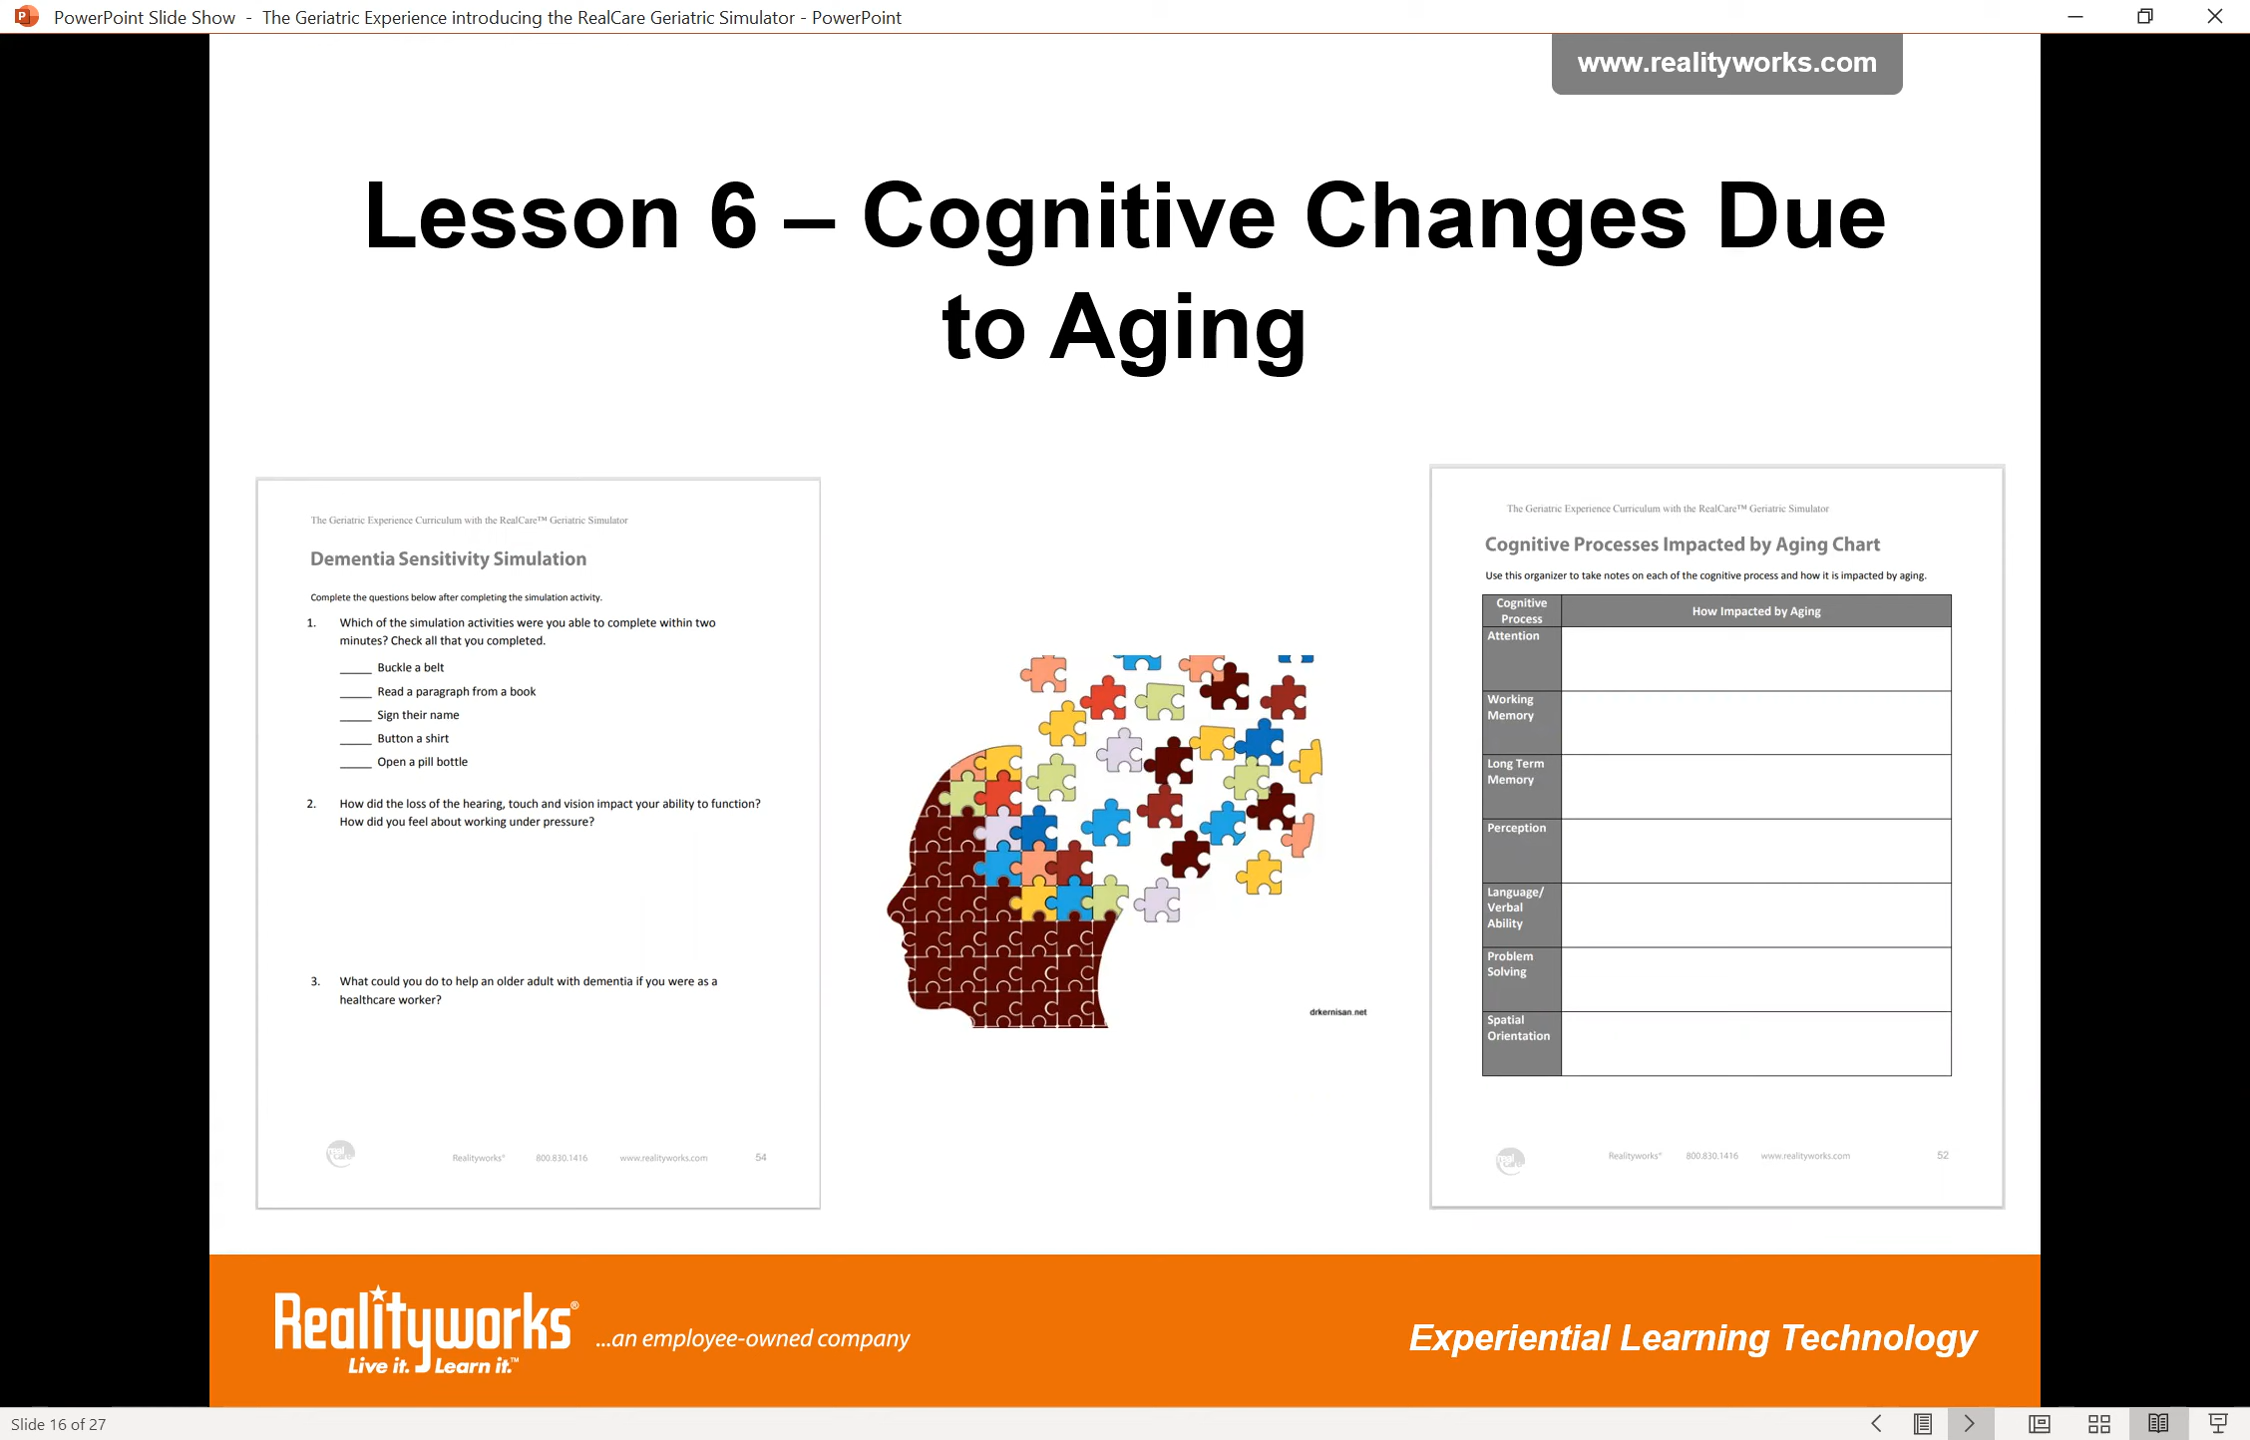 PowerPoint Slide Show - The Geriatric Experience introducing the RealCare Geriatric Simulator - PowerPoint
www.realityworks.com
Lesson 6 – Cognitive Changes Due
to Aging
The Geriatric Experience Curriculum with the RealCare™ Geriatric Simulator
Dementia Sensitivity Simulation
Complete the questions below after completing the simulation activity.
1. Which of the simulation activities were you able to complete within two
minutes? Check all that you completed.
_____ Buckle a belt
_____ Read a paragraph from a book
_____ Sign their name
_____ Button a shirt
_____ Open a pill bottle
2. How did the loss of the hearing, touch and vision impact your ability to function?
How did you feel about working under pressure?
3. What could you do to help an older adult with dementia if you were as a
healthcare worker?
real care
Realityworks® 800.830.1416 www.realityworks.com 54
drkernisan.net
The Geriatric Experience Curriculum with the RealCare™ Geriatric Simulator
Cognitive Processes Impacted by Aging Chart
Use this organizer to take notes on each of the cognitive process and how it is impacted by aging.
Cognitive
Process
How Impacted by Aging
Attention
Working
Memory
Long Term
Memory
Perception
Language/
Verbal
Ability
Problem
Solving
Spatial
Orientation
real care
Realityworks® 800.830.1416 www.realityworks.com 52
Realityworks® ...an employee-owned company
Live it. Learn it.™
Experiential Learning Technology
Slide 16 of 27